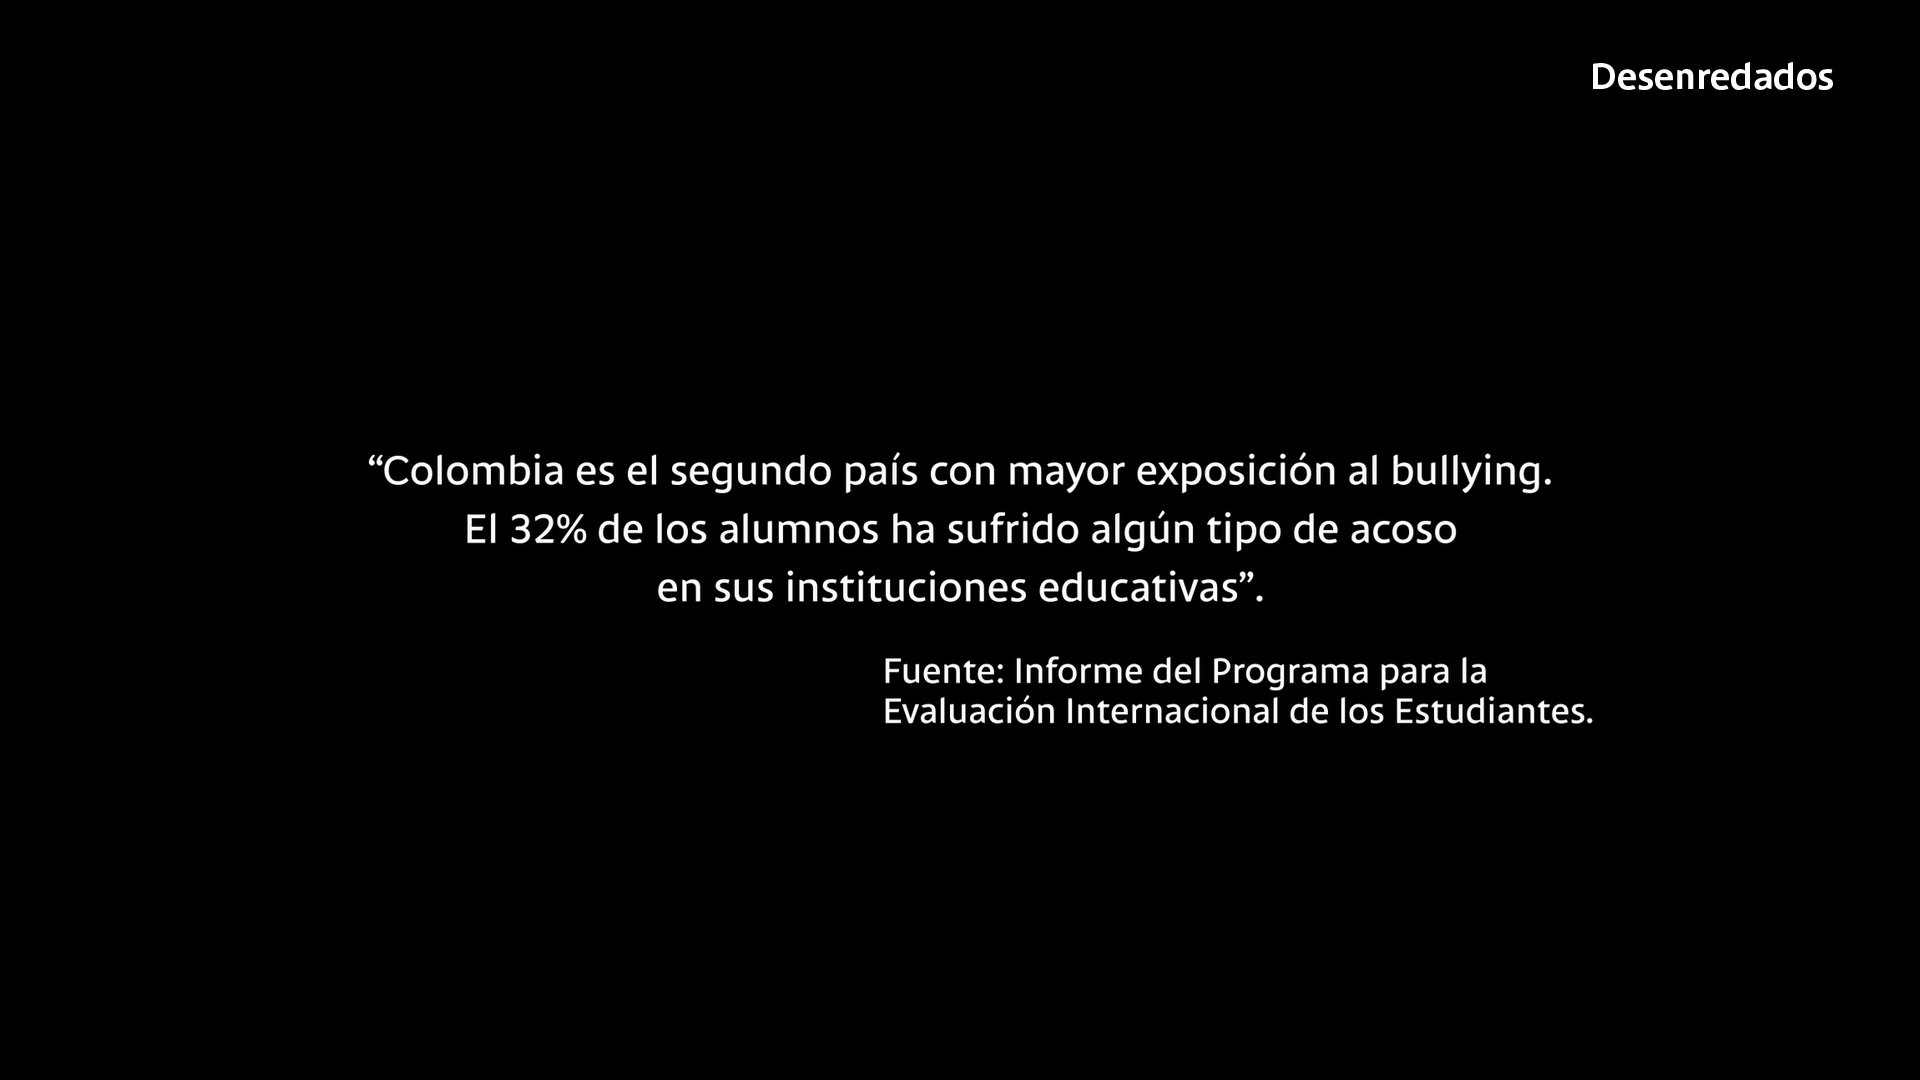 Desenredados
“Colombia es el segundo país con mayor exposición al bullying.
El 32% de los alumnos ha sufrido algún tipo de acoso
en sus instituciones educativas”.
Fuente: Informe del Programa para la
Evaluación Internacional de los Estudiantes.